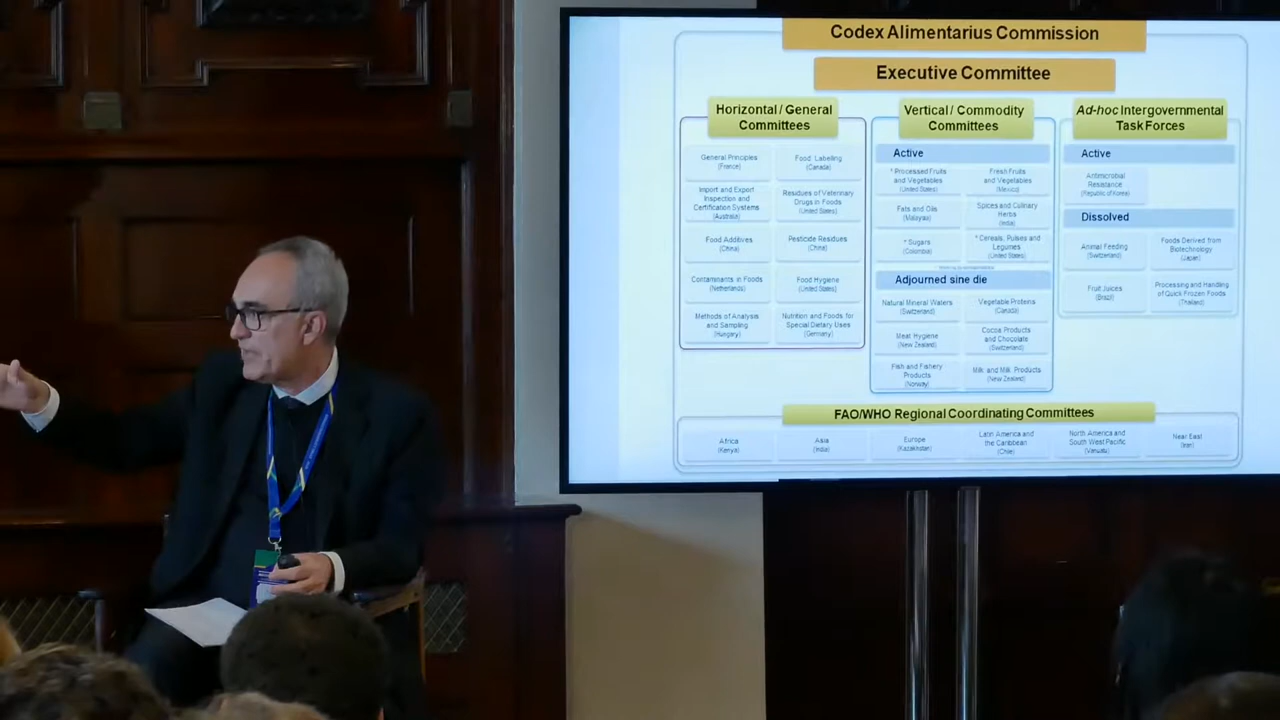 Codex Alimentarius Commission
Executive Committee
Horizontal / General
Committees
General Principles
(France)
Food Labelling
(Canada)
Import and Export
Inspection and
Certification Systems
(Australia)
Residues of Veterinary
Drugs in Foods
(United States)
Food Additives
(China)
Pesticide Residues
(China)
Contaminants in Foods
(Netherlands)
Food Hygiene
(United States)
Methods of Analysis
and Sampling
(Hungary)
Nutrition and Foods for
Special Dietary Uses
(Germany)
Vertical / Commodity
Committees
Active
* Processed Fruits
and Vegetables
(United States)
Fresh Fruits
and Vegetables
(Mexico)
Fats and Oils
(Malaysia)
Spices and Culinary
Herbs
(India)
* Sugars
(Colombia)
* Cereals, Pulses and
Legumes
(United States)
Adjourned sine die
Natural Mineral Waters
(Switzerland)
Vegetable Proteins
(Canada)
Meat Hygiene
(New Zealand)
Cocoa Products
and Chocolate
(Switzerland)
Fish and Fishery
Products
(Norway)
Milk and Milk Products
(New Zealand)
Ad-hoc Intergovernmental
Task Forces
Active
Antimicrobial
Resistance
(Republic of Korea)
Dissolved
Animal Feeding
(Switzerland)
Foods Derived from
Biotechnology
(Japan)
Fruit Juices
(Brazil)
Processing and Handling
of Quick Frozen Foods
(Thailand)
FAO/WHO Regional Coordinating Committees
Africa
(Kenya)
Asia
(India)
Europe
(Kazakhstan)
Latin America and
the Caribbean
(Chile)
North America and
South West Pacific
(Vanuatu)
Near East
(Iran)